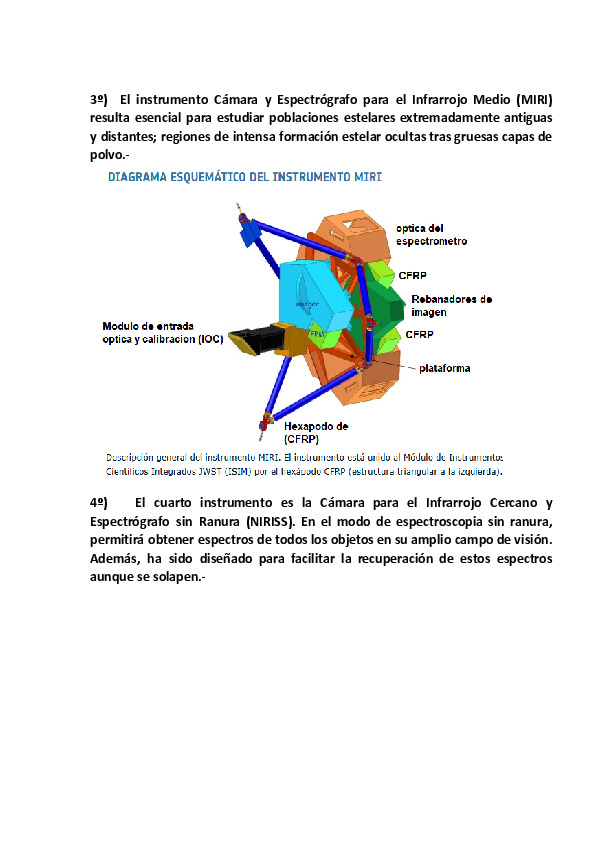 3º) El instrumento Cámara y Espectrógrafo para el Infrarrojo Medio (MIRI)
resulta esencial para estudiar poblaciones estelares extremadamente antiguas
y distantes; regiones de intensa formación estelar ocultas tras gruesas capas de
polvo.-
DIAGRAMA ESQUEMÁTICO DEL INSTRUMENTO MIRI
optica del
espectrometro
CFRP
Rebanadores de
imagen
CFRP
plataforma
Modulo de entrada
optica y calibracion (IOC)
Hexapodo de
(CFRP)
Descripción general del instrumento MIRI. El instrumento está unido al Módulo de Instrumentos
Científicos Integrados JWST (ISIM) por el hexápodo CFRP (estructura triangular a la izquierda).
4º) El cuarto instrumento es la Cámara para el Infrarrojo Cercano y
Espectrógrafo sin Ranura (NIRISS). En el modo de espectroscopia sin ranura,
permitirá obtener espectros de todos los objetos en su amplio campo de visión.
Además, ha sido diseñado para facilitar la recuperación de estos espectros
aunque se solapen.-